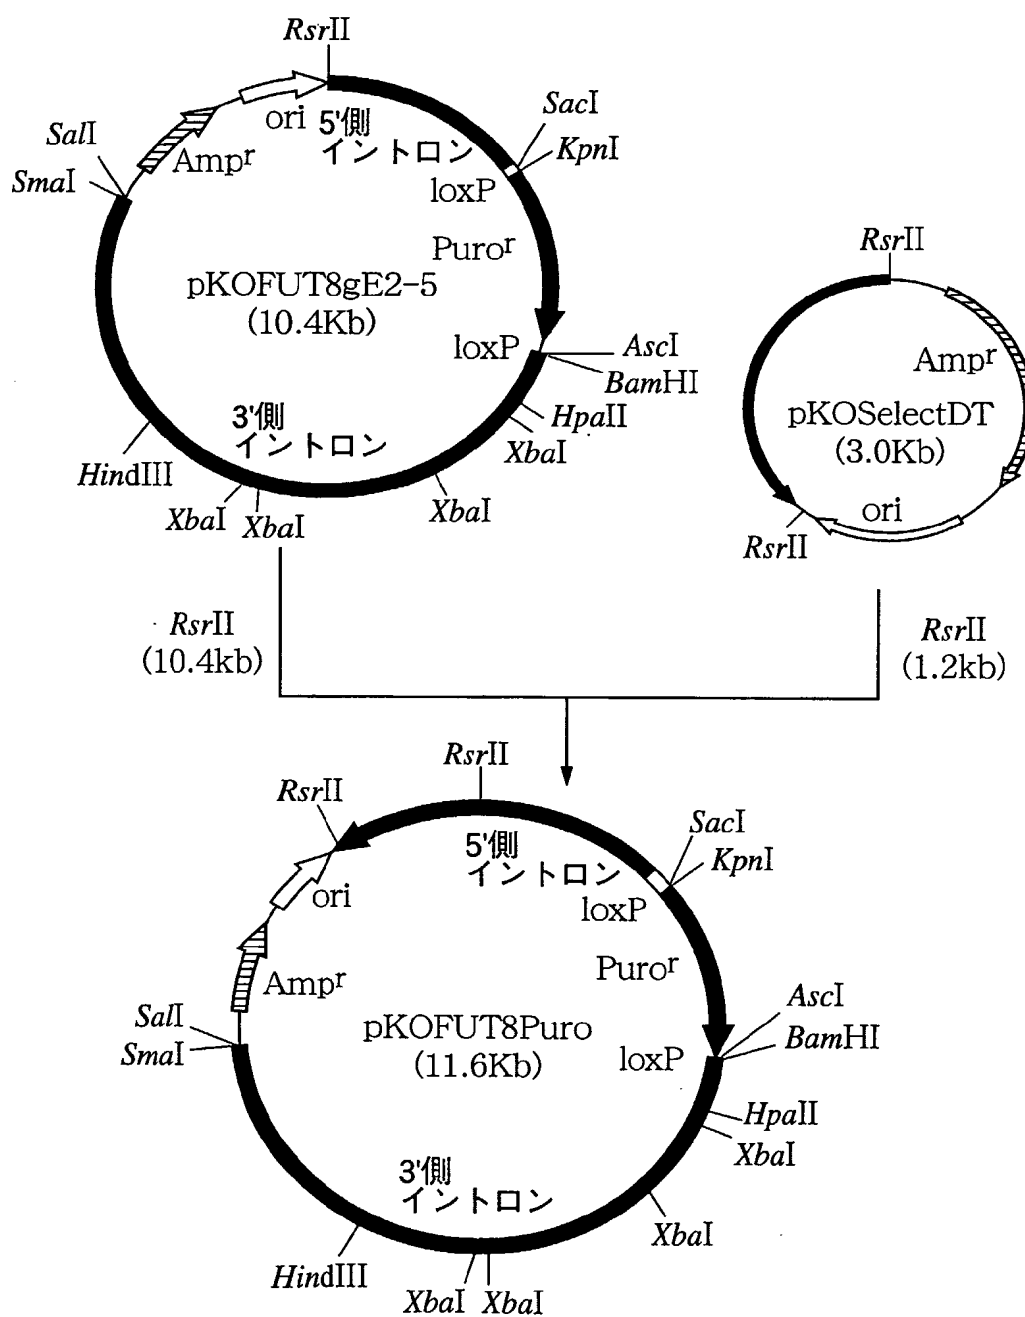 RsrII
SacI
KpnI
ori
5'側
イントロン
Ampʳ
SalI
SmaI
loxP
Puroʳ
pKOFUT8gE2-5
(10.4Kb)
loxP
AscI
BamHI
HpaII
XbaI
3'側
イントロン
HindIII
XbaI
XbaI
XbaI
RsrII
Ampʳ
pKOSelectDT
(3.0Kb)
ori
RsrII
RsrII
(10.4kb)
RsrII
(1.2kb)
RsrII
RsrII
SacI
KpnI
5'側
イントロン
ori
loxP
Puroʳ
Ampʳ
SalI
SmaI
pKOFUT8Puro
(11.6Kb)
loxP
AscI
BamHI
HpaII
XbaI
3'側
イントロン
XbaI
HindIII
XbaI
XbaI